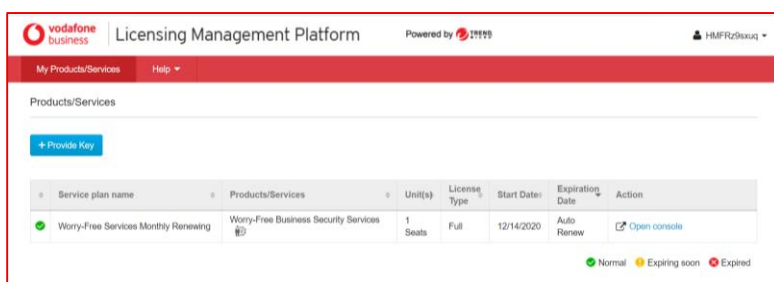 vodafone
business
Licensing Management Platform
Powered by
HMFRz9sxuq
My Products/Services Help
Products/Services
+ Provide Key
Service plan name Products/Services Unit(s) License Type Start Date Expiration Date Action
Worry-Free Services Monthly Renewing Worry-Free Business Security Services 1 Seats Full 12/14/2020 Auto Renew Open console
Normal Expiring soon Expired